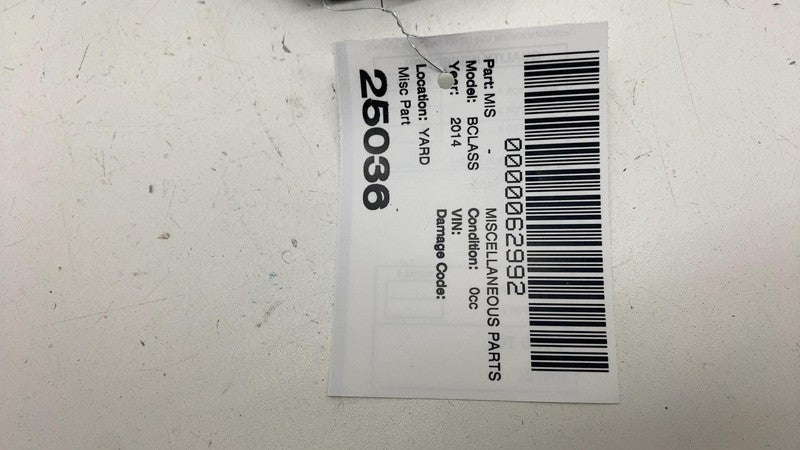 0000062992
Part: MIS - MISCELLANEOUS PARTS
Model: BCLASS Condition: 0cc
Year: 2014 VIN:
Damage Code:
Location: YARD
Misc Part
25036